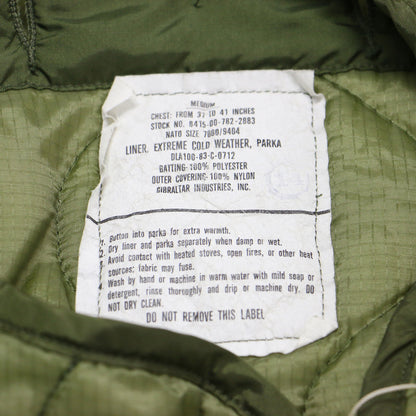 MEDIUM
CHEST: FROM 37 TO 41 INCHES
STOCK NO. 8415-00-782-2883
NATO SIZE 7080/9404
LINER, EXTREME COLD WEATHER, PARKA
DLA100-83-C-0712
BATTING-100% POLYESTER
OUTER COVERING-100% NYLON
GIBRALTAR INDUSTRIES, INC.
Button into parka for extra warmth.
Dry liner and parka separately when damp or wet.
Avoid contact with heated stoves, open fires, or other heat
sources; fabric may fuse.
Wash by hand or machine in warm water with mild soap or
detergent, rinse thoroughly and drip or machine dry. DO
NOT DRY CLEAN.
DO NOT REMOVE THIS LABEL